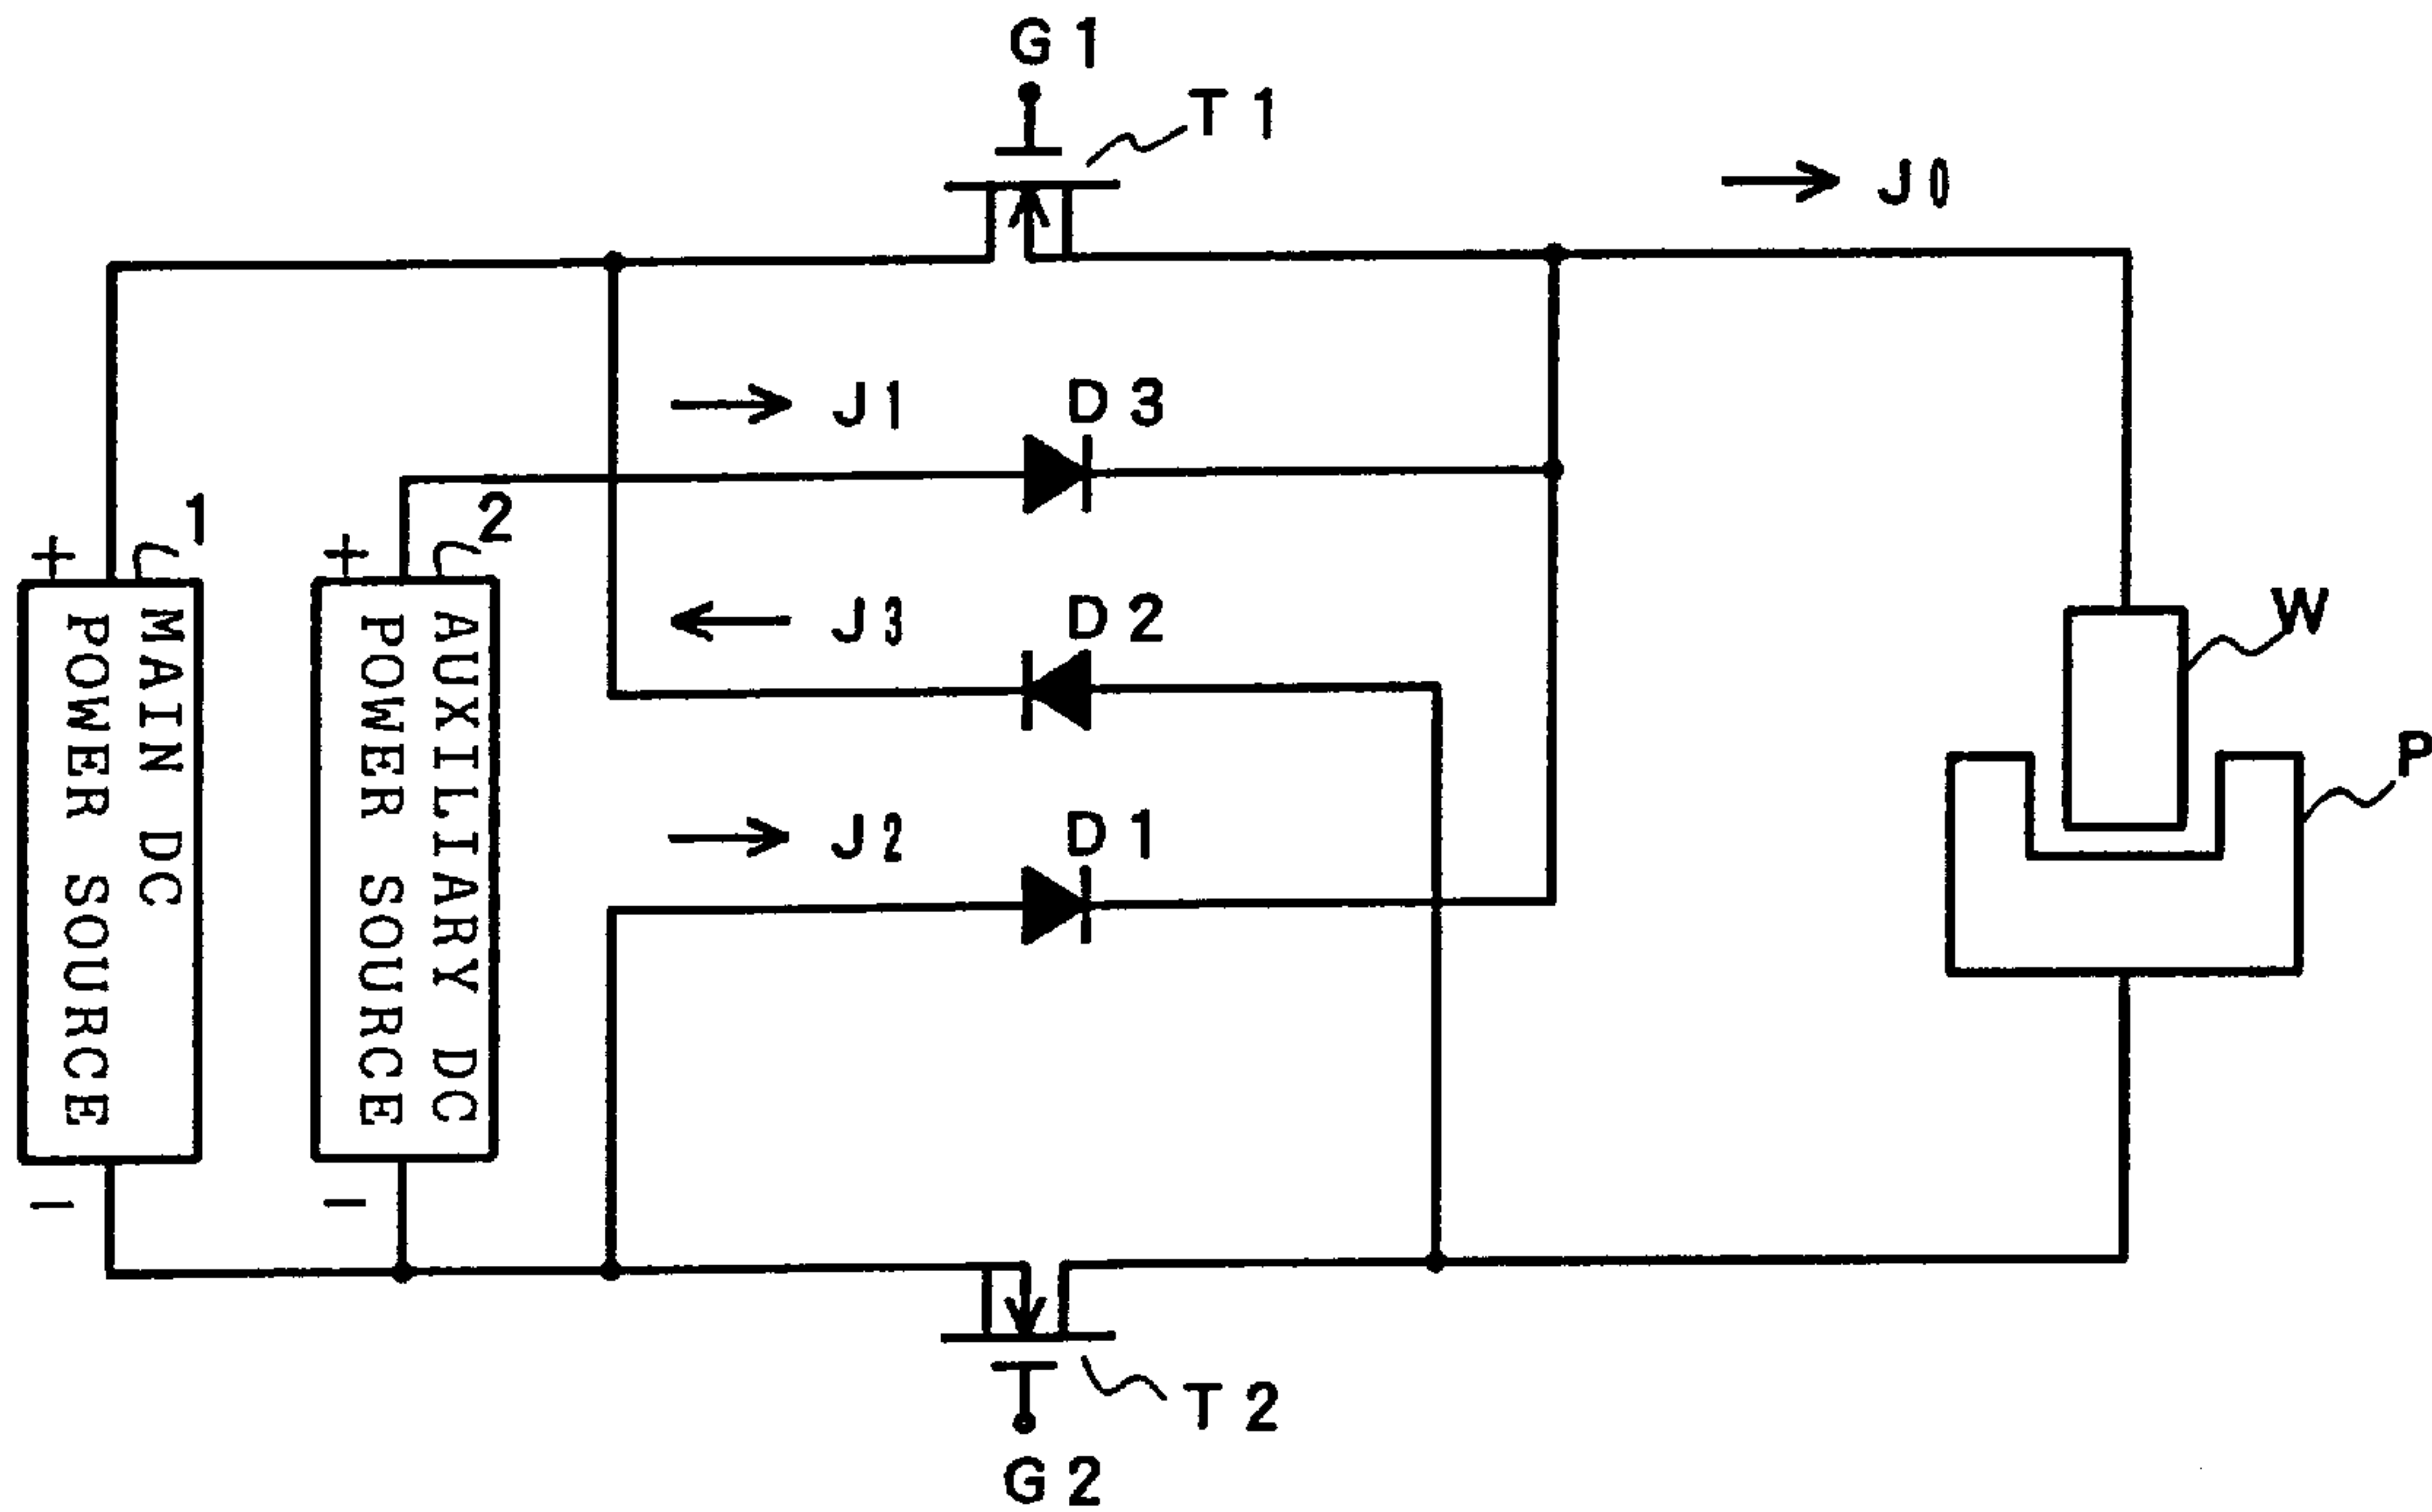 G1
T1
J0
J1
D3
1
2
+
+
J3
D2
W
MAIN DC
POWER SOURCE
AUXILIARY DC
POWER SOURCE
P
J2
D1
−
−
T2
G2